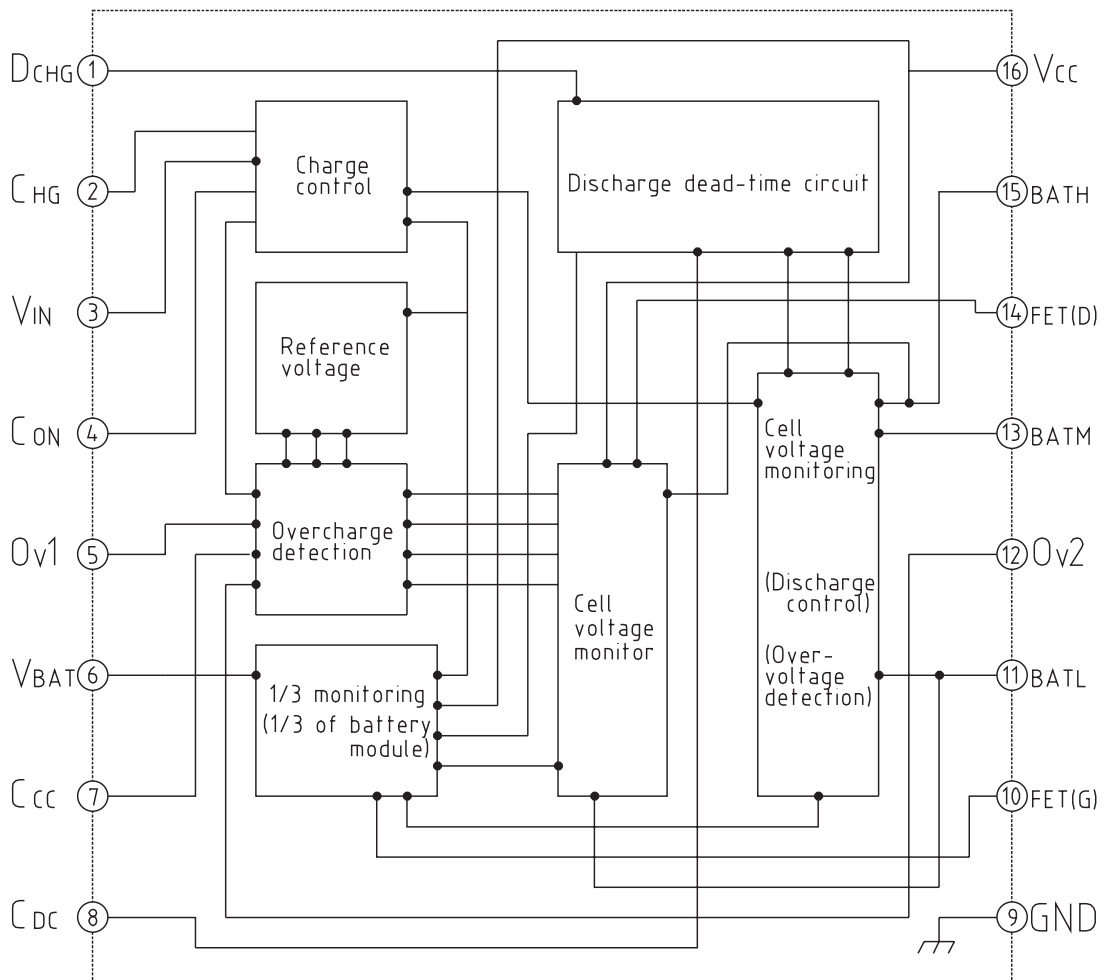 DCHG 1
CHG 2
VIN 3
CON 4
Ov1 5
VBAT 6
CCC 7
CDC 8
Charge
control
Reference
voltage
Overcharge
detection
1/3 monitoring
(1/3 of battery
module)
Discharge dead-time circuit
Cell
voltage
monitor
Cell
voltage
monitoring
(Discharge
control)
(Over-
voltage
detection)
16 VCC
15 BATH
14 FET(D)
13 BATM
12 Ov2
11 BATL
10 FET(G)
9 GND